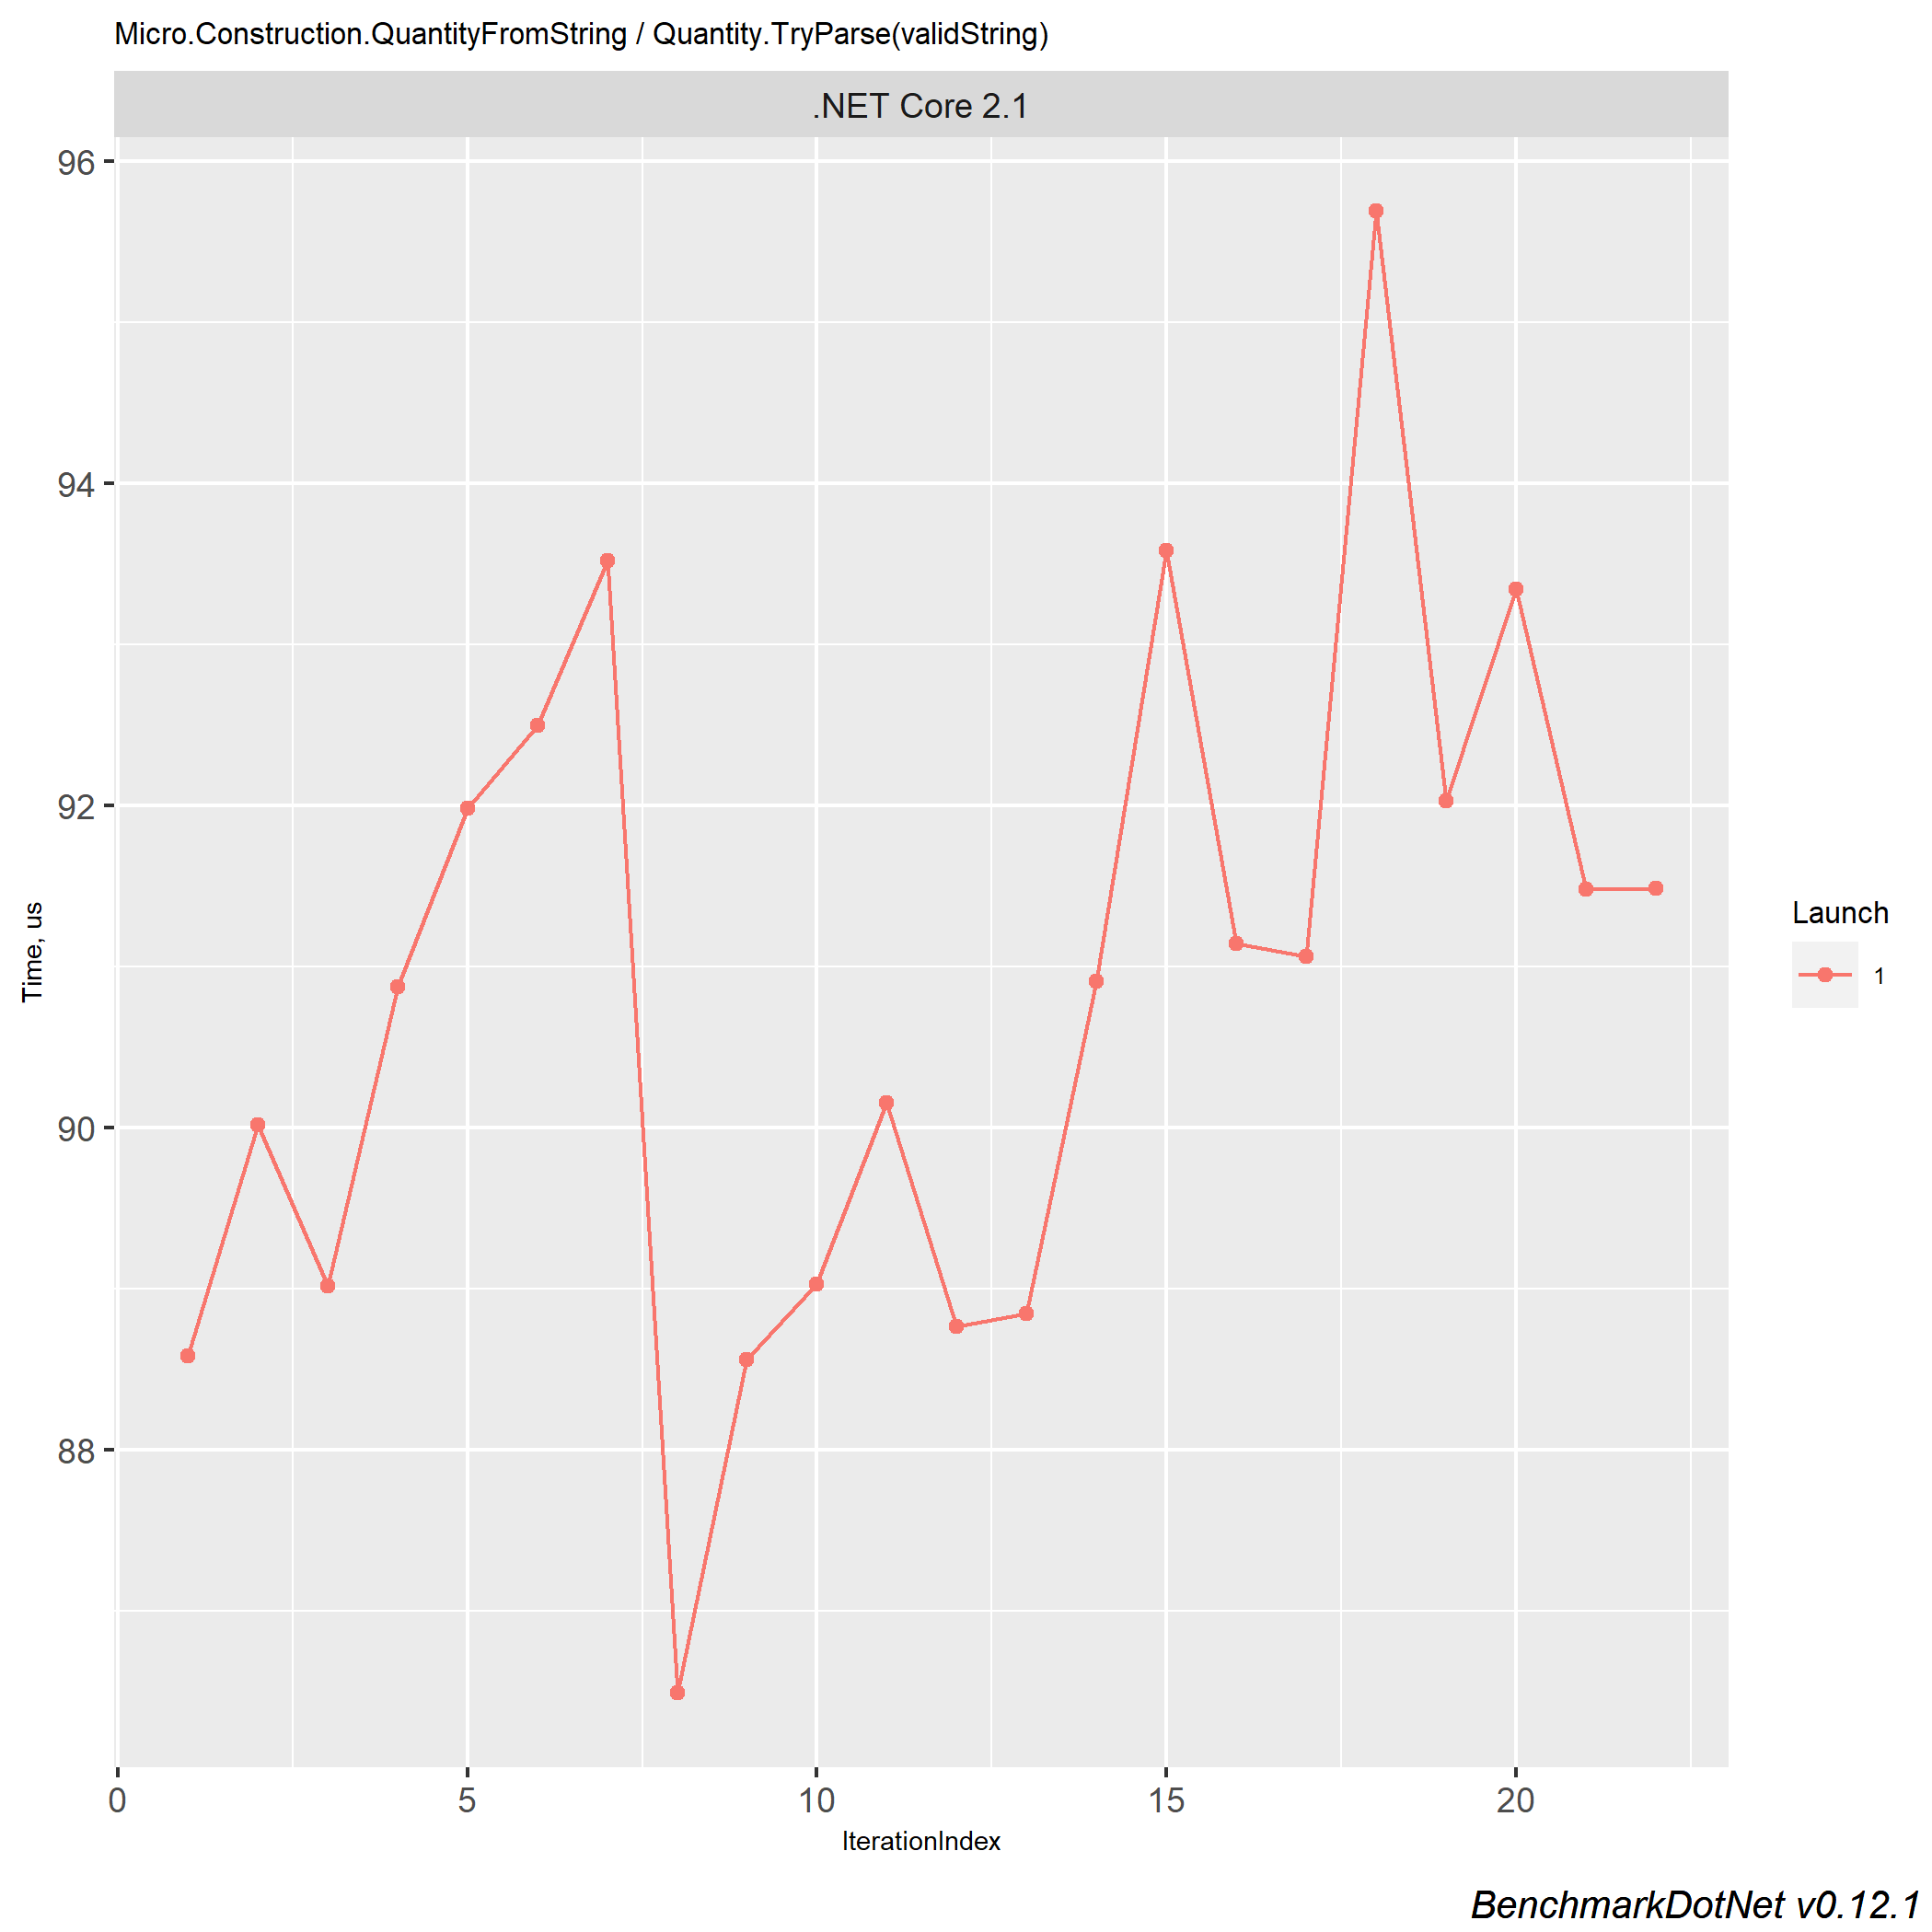 Micro.Construction.QuantityFromString / Quantity.TryParse(validString)
.NET Core 2.1
96
94
92
90
88
Time, us
0 5 10 15 20
IterationIndex
Launch
1
BenchmarkDotNet v0.12.1